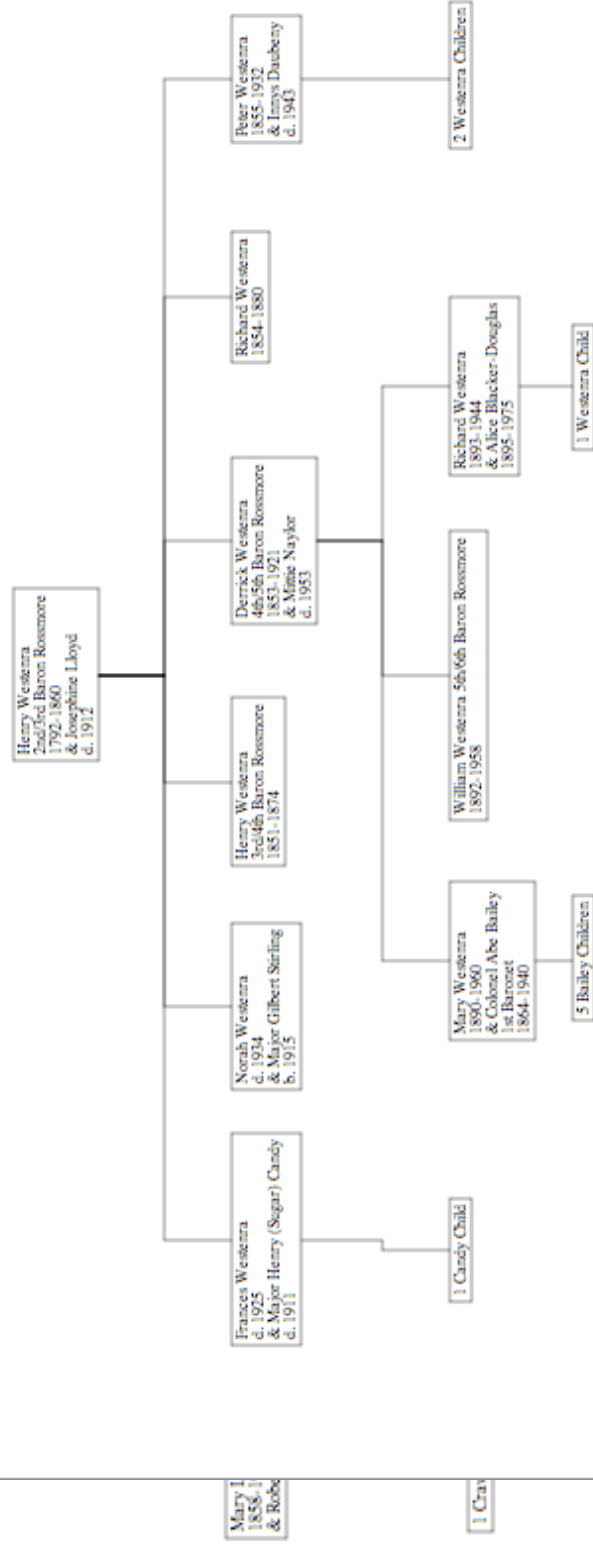 Henry Westenra
2nd/3rd Baron Rossmore
1792-1860
& Josephine Lloyd
d. 1912
Frances Westenra
d. 1925
& Major Henry (Sugar) Candy
d. 1911
Norah Westenra
d. 1934
& Major Gilbert Stirling
b. 1915
Henry Westenra
3rd/4th Baron Rossmore
1851-1874
Derrick Westenra
4th/5th Baron Rossmore
1853-1921
& Mittie Naylor
d. 1953
Richard Westenra
1854-1880
Peter Westenra
1855-1932
& Innys Daubeny
d. 1943
1 Candy Child
Mary Westenra
1890-1960
& Colonel Abe Bailey
1st Baronet
1864-1940
William Westenra 5th/6th Baron Rossmore
1892-1958
Richard Westenra
1893-1944
& Alice Blacker-Douglas
1895-1975
2 Westenra Children
5 Bailey Children
1 Westenra Child
Mary
1858-
& Robe
1 Crav